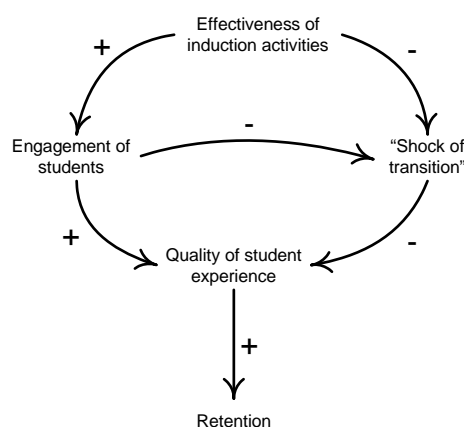 Effectiveness of
induction activities
+
-
-
Engagement of
students
“Shock of
transition”
+
-
Quality of student
experience
+
Retention